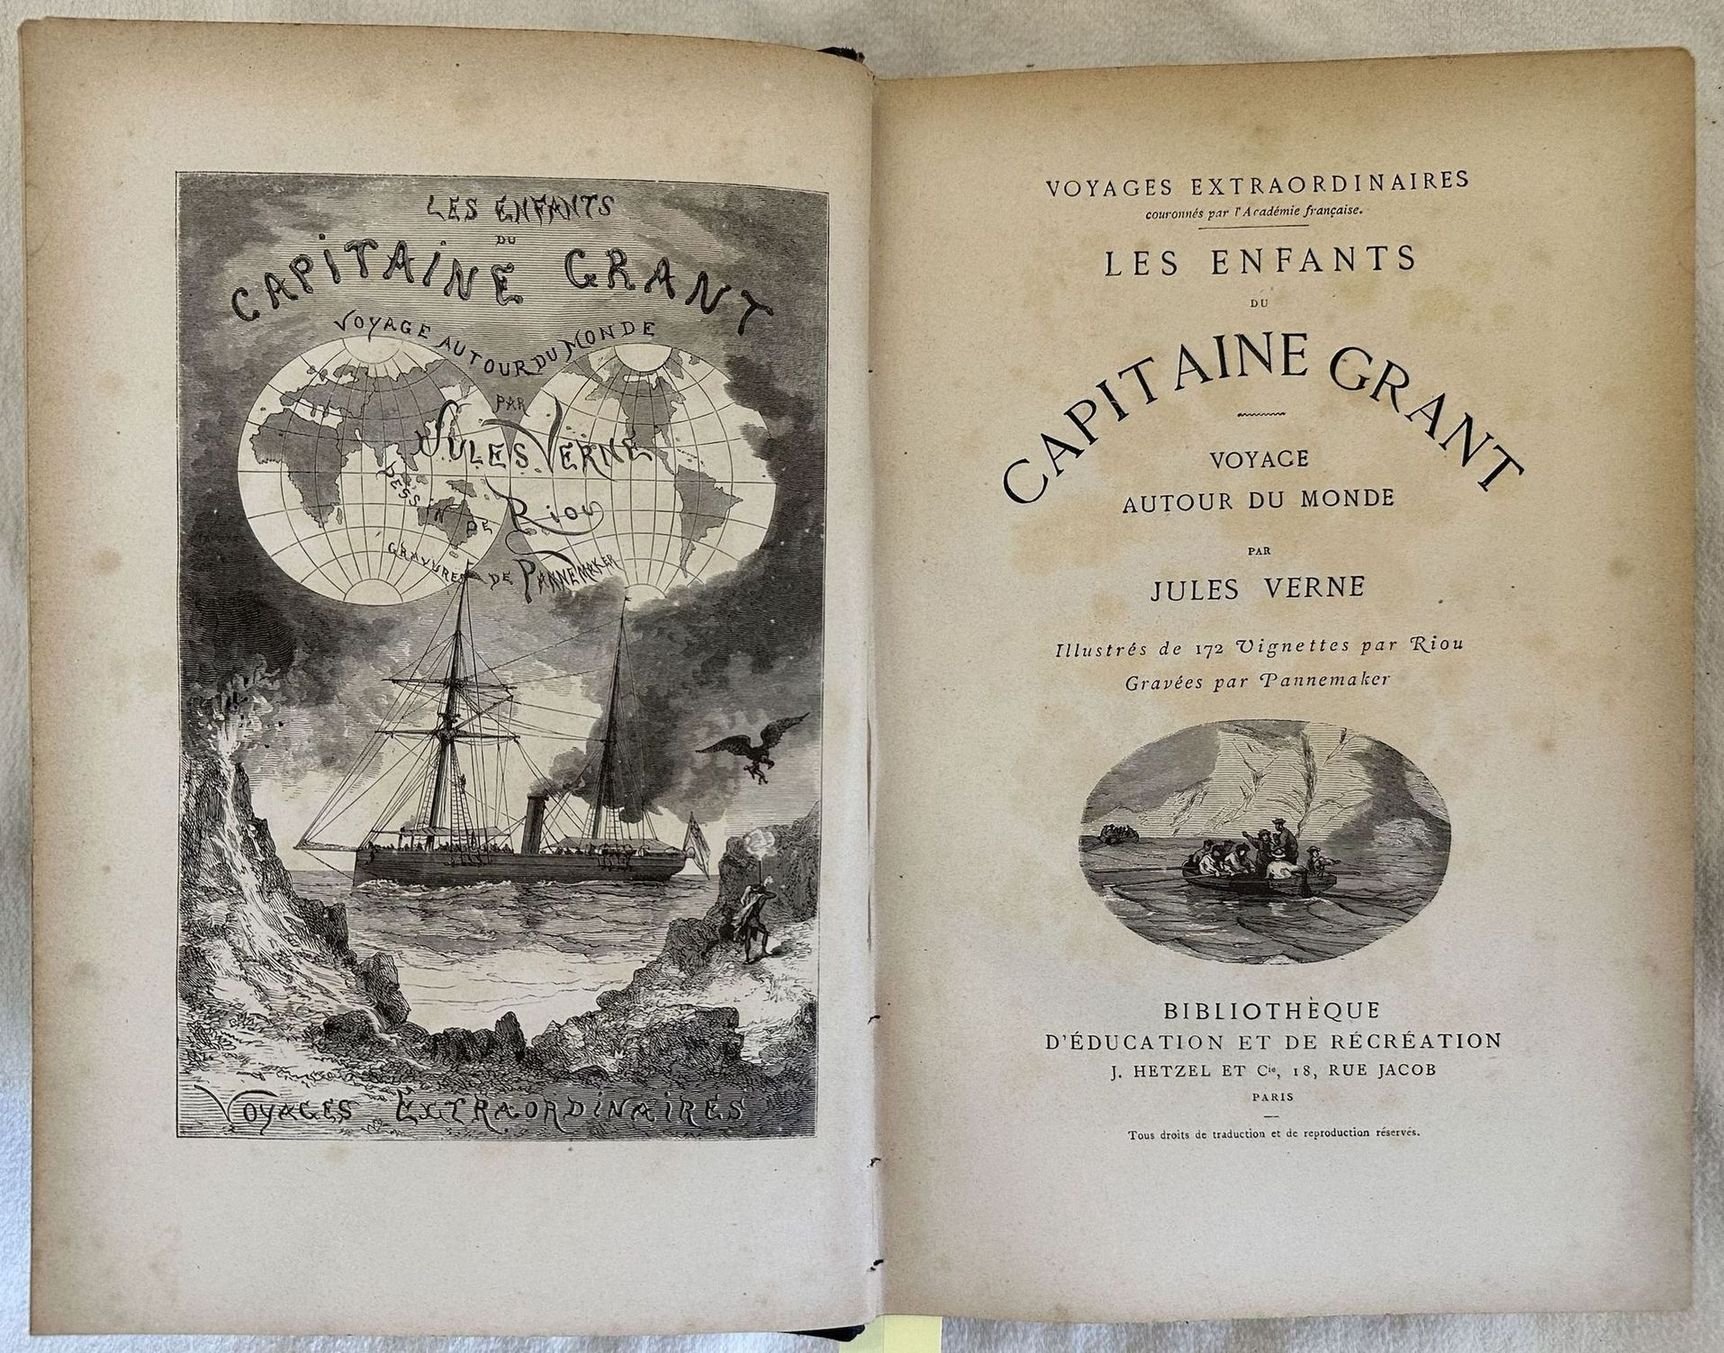 LES ENFANTS
DU
CAPITAINE GRANT
VOYAGE AUTOUR DU MONDE
PAR
JULES VERNE
DESSIN DE RIOU
GRAVURES DE PANNEMAKER
VOYAGES EXTRAORDINAIRES
VOYAGES EXTRAORDINAIRES
couronnés par l'Académie française.
LES ENFANTS
DU
CAPITAINE GRANT
VOYAGE
AUTOUR DU MONDE
PAR
JULES VERNE
Illustrés de 172 Vignettes par Riou
Gravées par Pannemaker
BIBLIOTHÈQUE
D'ÉDUCATION ET DE RÉCRÉATION
J. HETZEL ET Cie, 18, RUE JACOB
PARIS
Tous droits de traduction et de reproduction réservés.